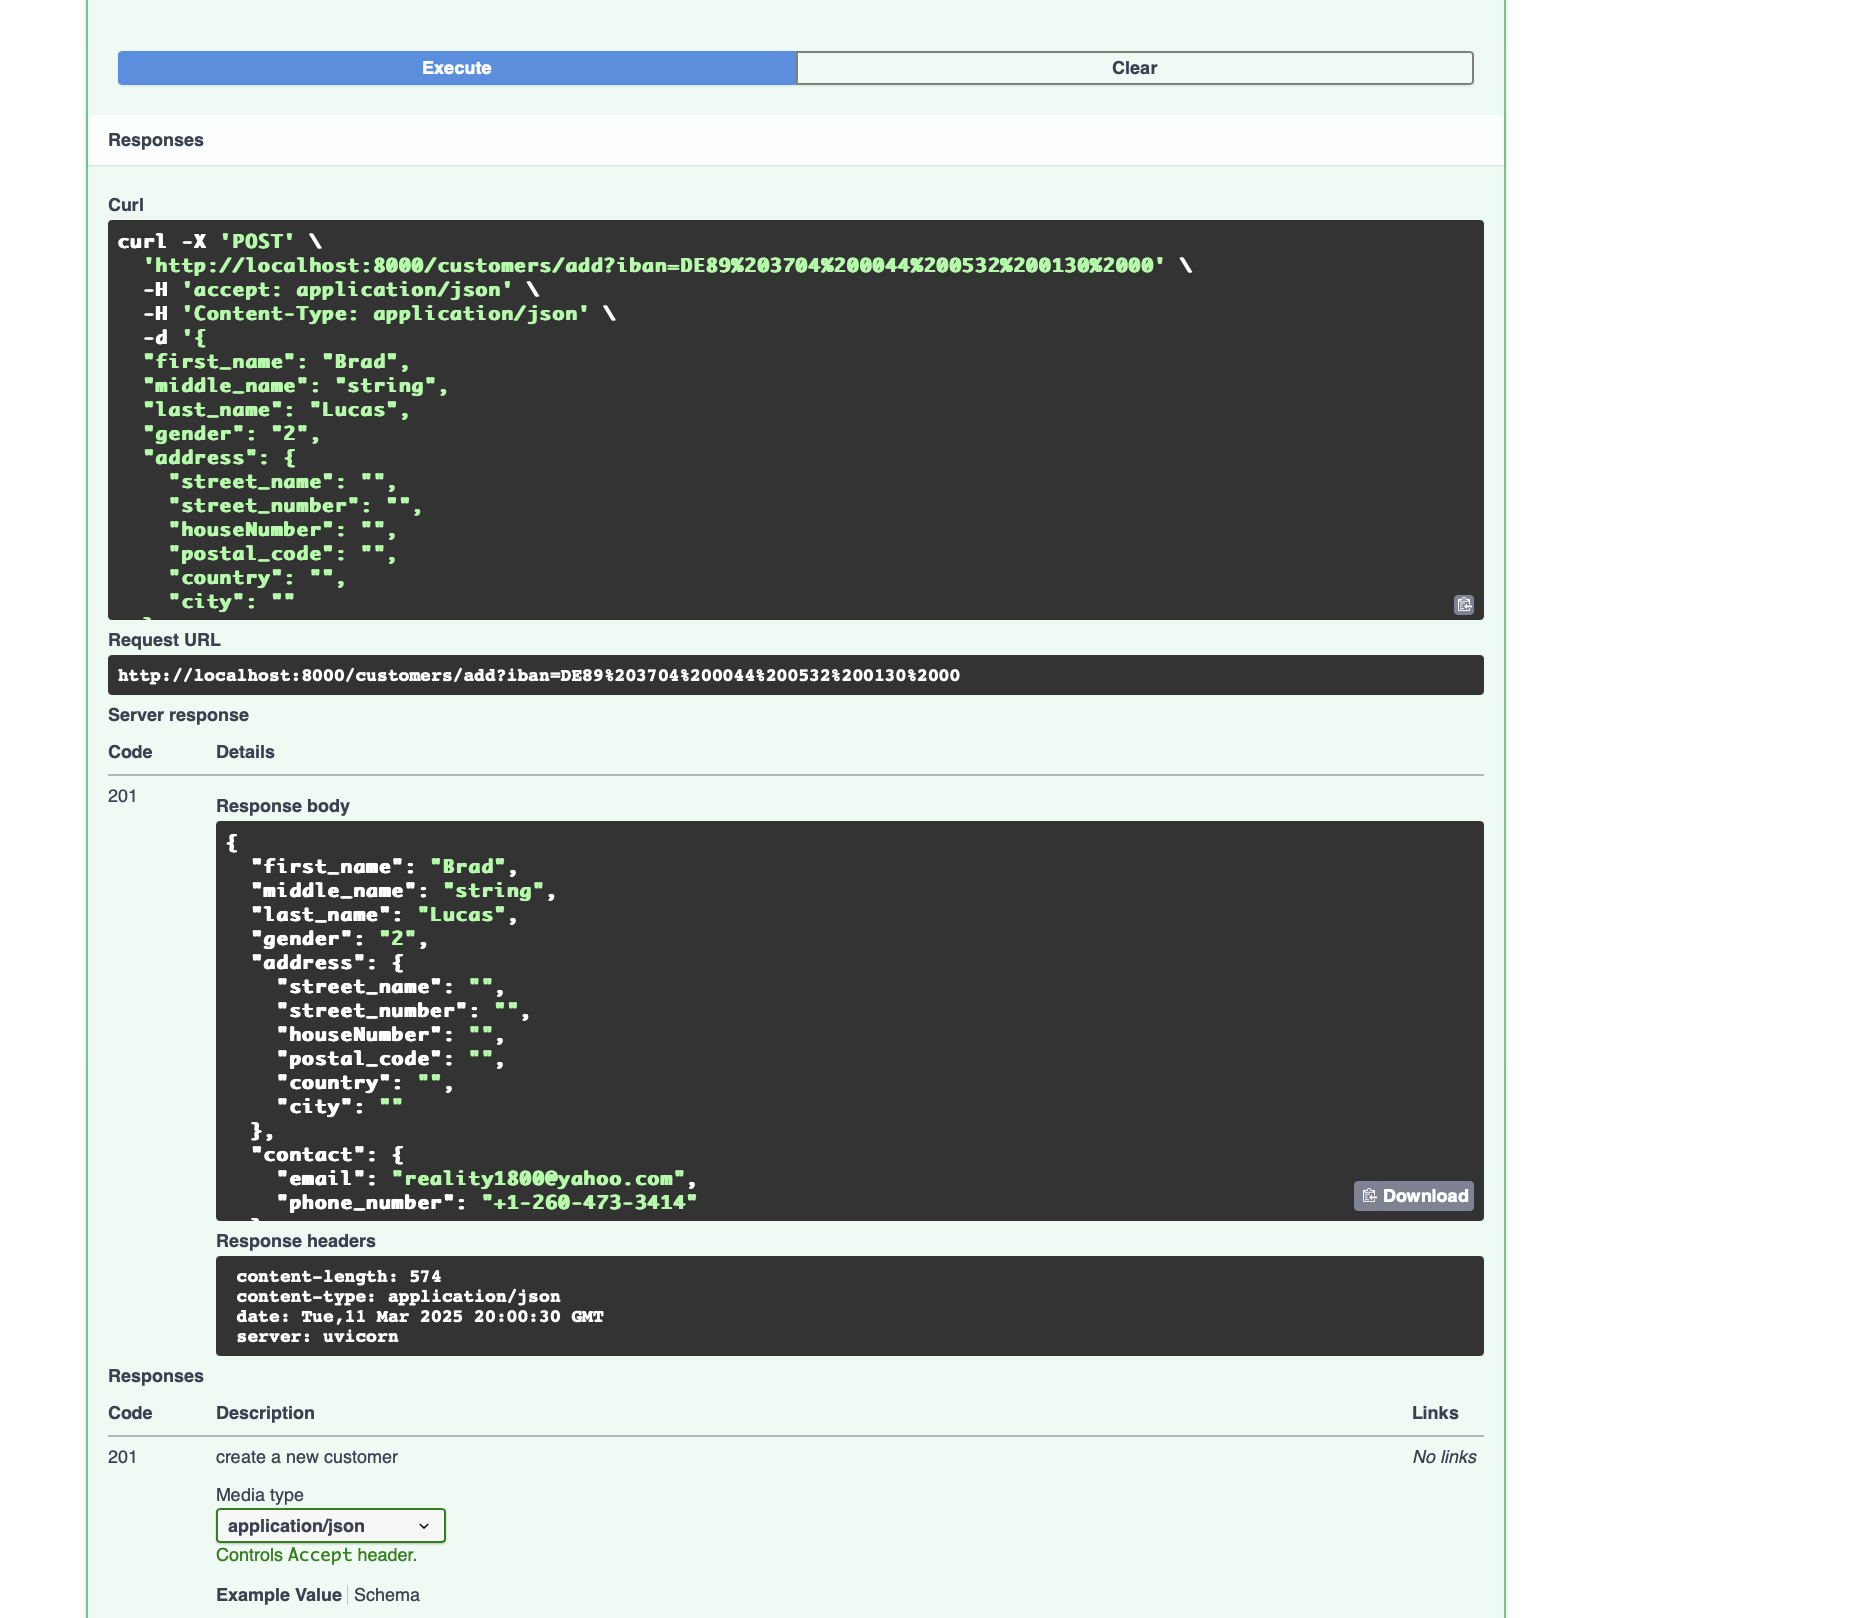 Execute
Clear
Responses
Curl
curl -X 'POST' \
'http://localhost:8000/customers/add?iban=DE89%203704%200044%200532%200130%2000' \
-H 'accept: application/json' \
-H 'Content-Type: application/json' \
-d '{
"first_name": "Brad",
"middle_name": "string",
"last_name": "Lucas",
"gender": "2",
"address": {
"street_name": "",
"street_number": "",
"houseNumber": "",
"postal_code": "",
"country": "",
"city": ""
Request URL
http://localhost:8000/customers/add?iban=DE89%203704%200044%200532%200130%2000
Server response
Code Details
201
Response body
{
"first_name": "Brad",
"middle_name": "string",
"last_name": "Lucas",
"gender": "2",
"address": {
"street_name": "",
"street_number": "",
"houseNumber": "",
"postal_code": "",
"country": "",
"city": ""
},
"contact": {
"email": "reality1800@yahoo.com",
"phone_number": "+1-260-473-3414"
Download
Response headers
content-length: 574
content-type: application/json
date: Tue,11 Mar 2025 20:00:30 GMT
server: uvicorn
Responses
Code Description Links
201 create a new customer No links
Media type
application/json
Controls Accept header.
Example Value Schema